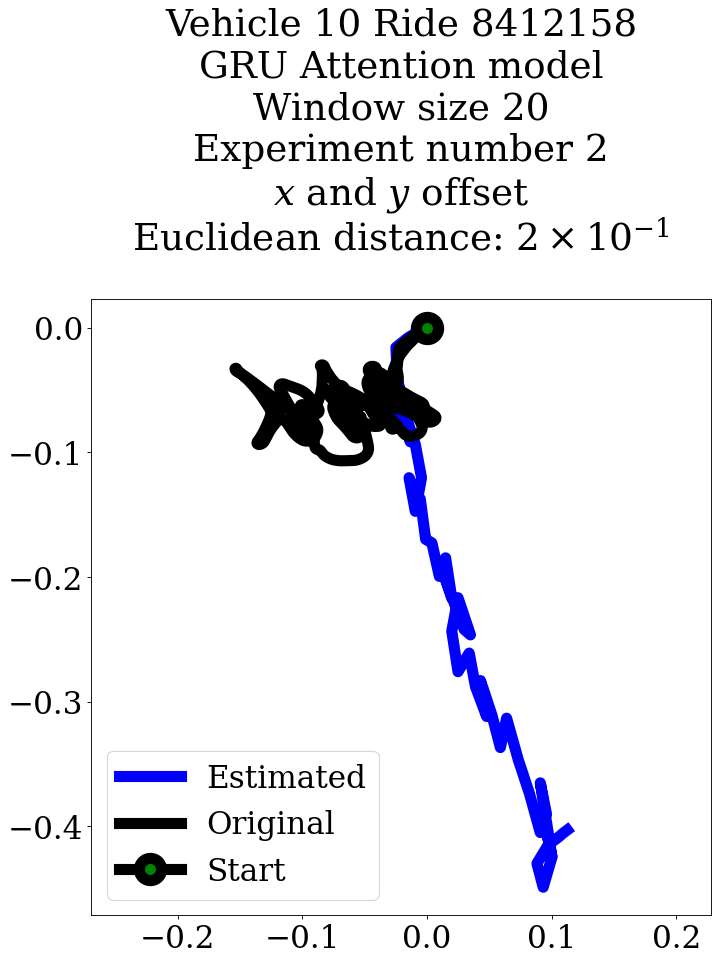 Vehicle 10 Ride 8412158
GRU Attention model
Window size 20
Experiment number 2
x and y offset
Euclidean distance: 2 × 10⁻¹
0.0
−0.1
−0.2
−0.3
−0.4
Estimated
Original
Start
−0.2 −0.1 0.0 0.1 0.2